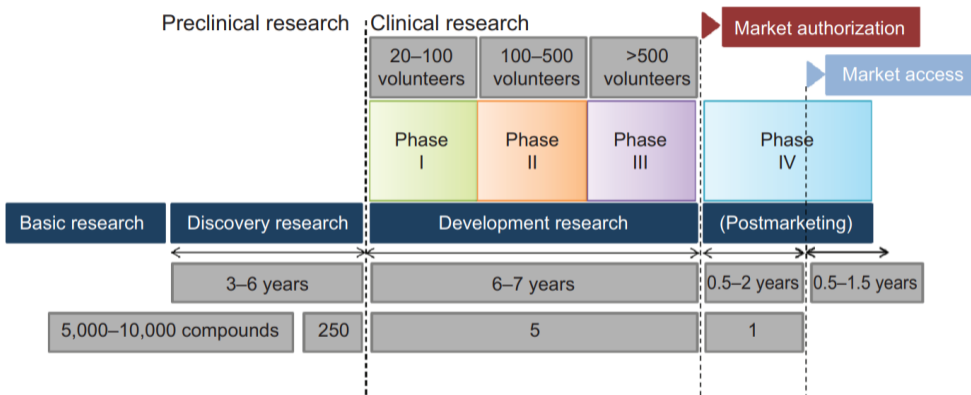 Preclinical research
Clinical research
Market authorization
Market access
20–100
volunteers
100–500
volunteers
>500
volunteers
Phase
I
Phase
II
Phase
III
Phase
IV
Basic research
Discovery research
Development research
(Postmarketing)
3–6 years
6–7 years
0.5–2 years
0.5–1.5 years
5,000–10,000 compounds
250
5
1